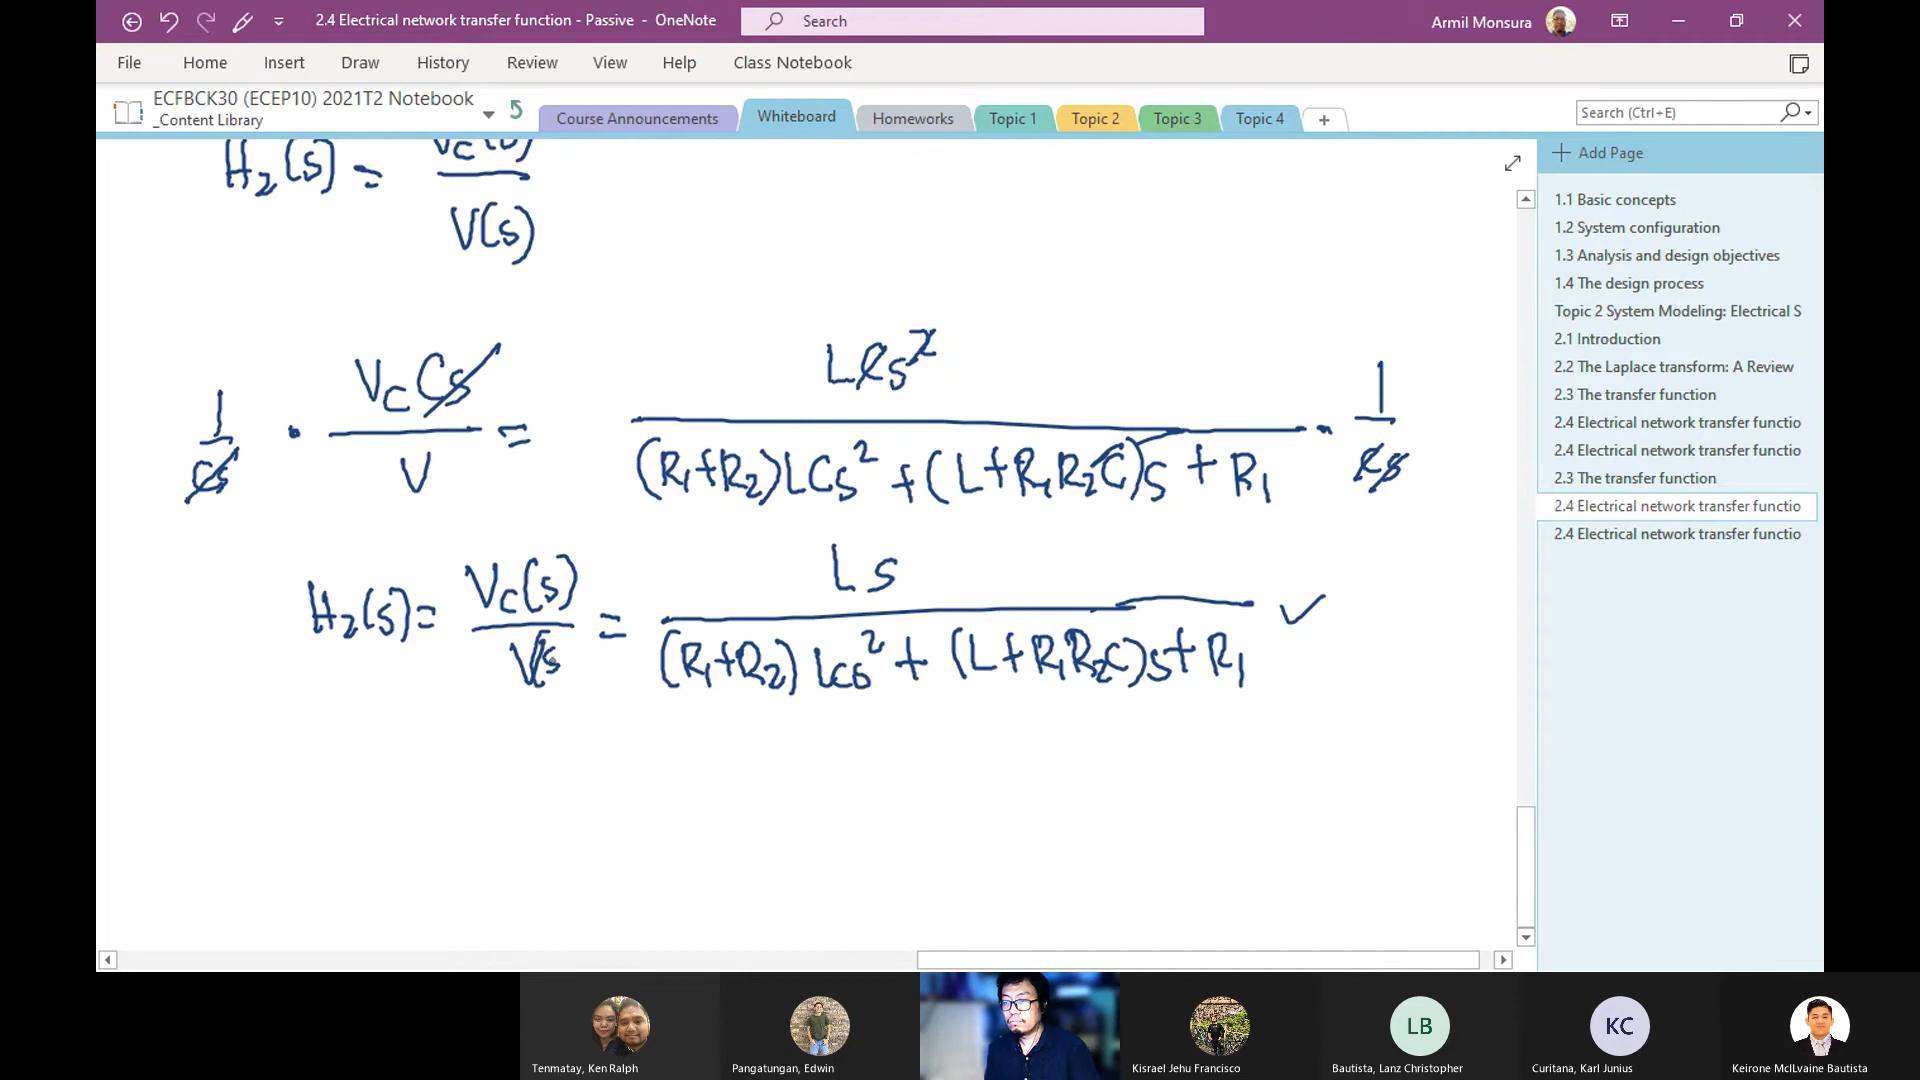 2.4 Electrical network transfer function - Passive - OneNote
Search
Armil Monsura
File Home Insert Draw History Review View Help Class Notebook
ECFBCK30 (ECEP10) 2021T2 Notebook
_Content Library
Course Announcements Whiteboard Homeworks Topic 1 Topic 2 Topic 3 Topic 4 +
Search (Ctrl+E)
Add Page
1.1 Basic concepts
1.2 System configuration
1.3 Analysis and design objectives
1.4 The design process
Topic 2 System Modeling: Electrical S
2.1 Introduction
2.2 The Laplace transform: A Review
2.3 The transfer function
2.4 Electrical network transfer functio
2.4 Electrical network transfer functio
2.3 The transfer function
2.4 Electrical network transfer functio
2.4 Electrical network transfer functio
H₂(s) = Vc(s) / V(s)
1/Cs · VcCs / V = LCs² / (R₁+R₂)LCs² + (L+R₁R₂C)s + R₁ · 1/Cs
H₂(s) = Vc(s) / V(s = Ls / (R₁+R₂)LCs² + (L+R₁R₂C)s + R₁ ✓
Tenmatay, Ken Ralph
Pangatungan, Edwin
Kisrael Jehu Francisco
LB
Bautista, Lanz Christopher
KC
Curitana, Karl Junius
Keirone McIlvaine Bautista